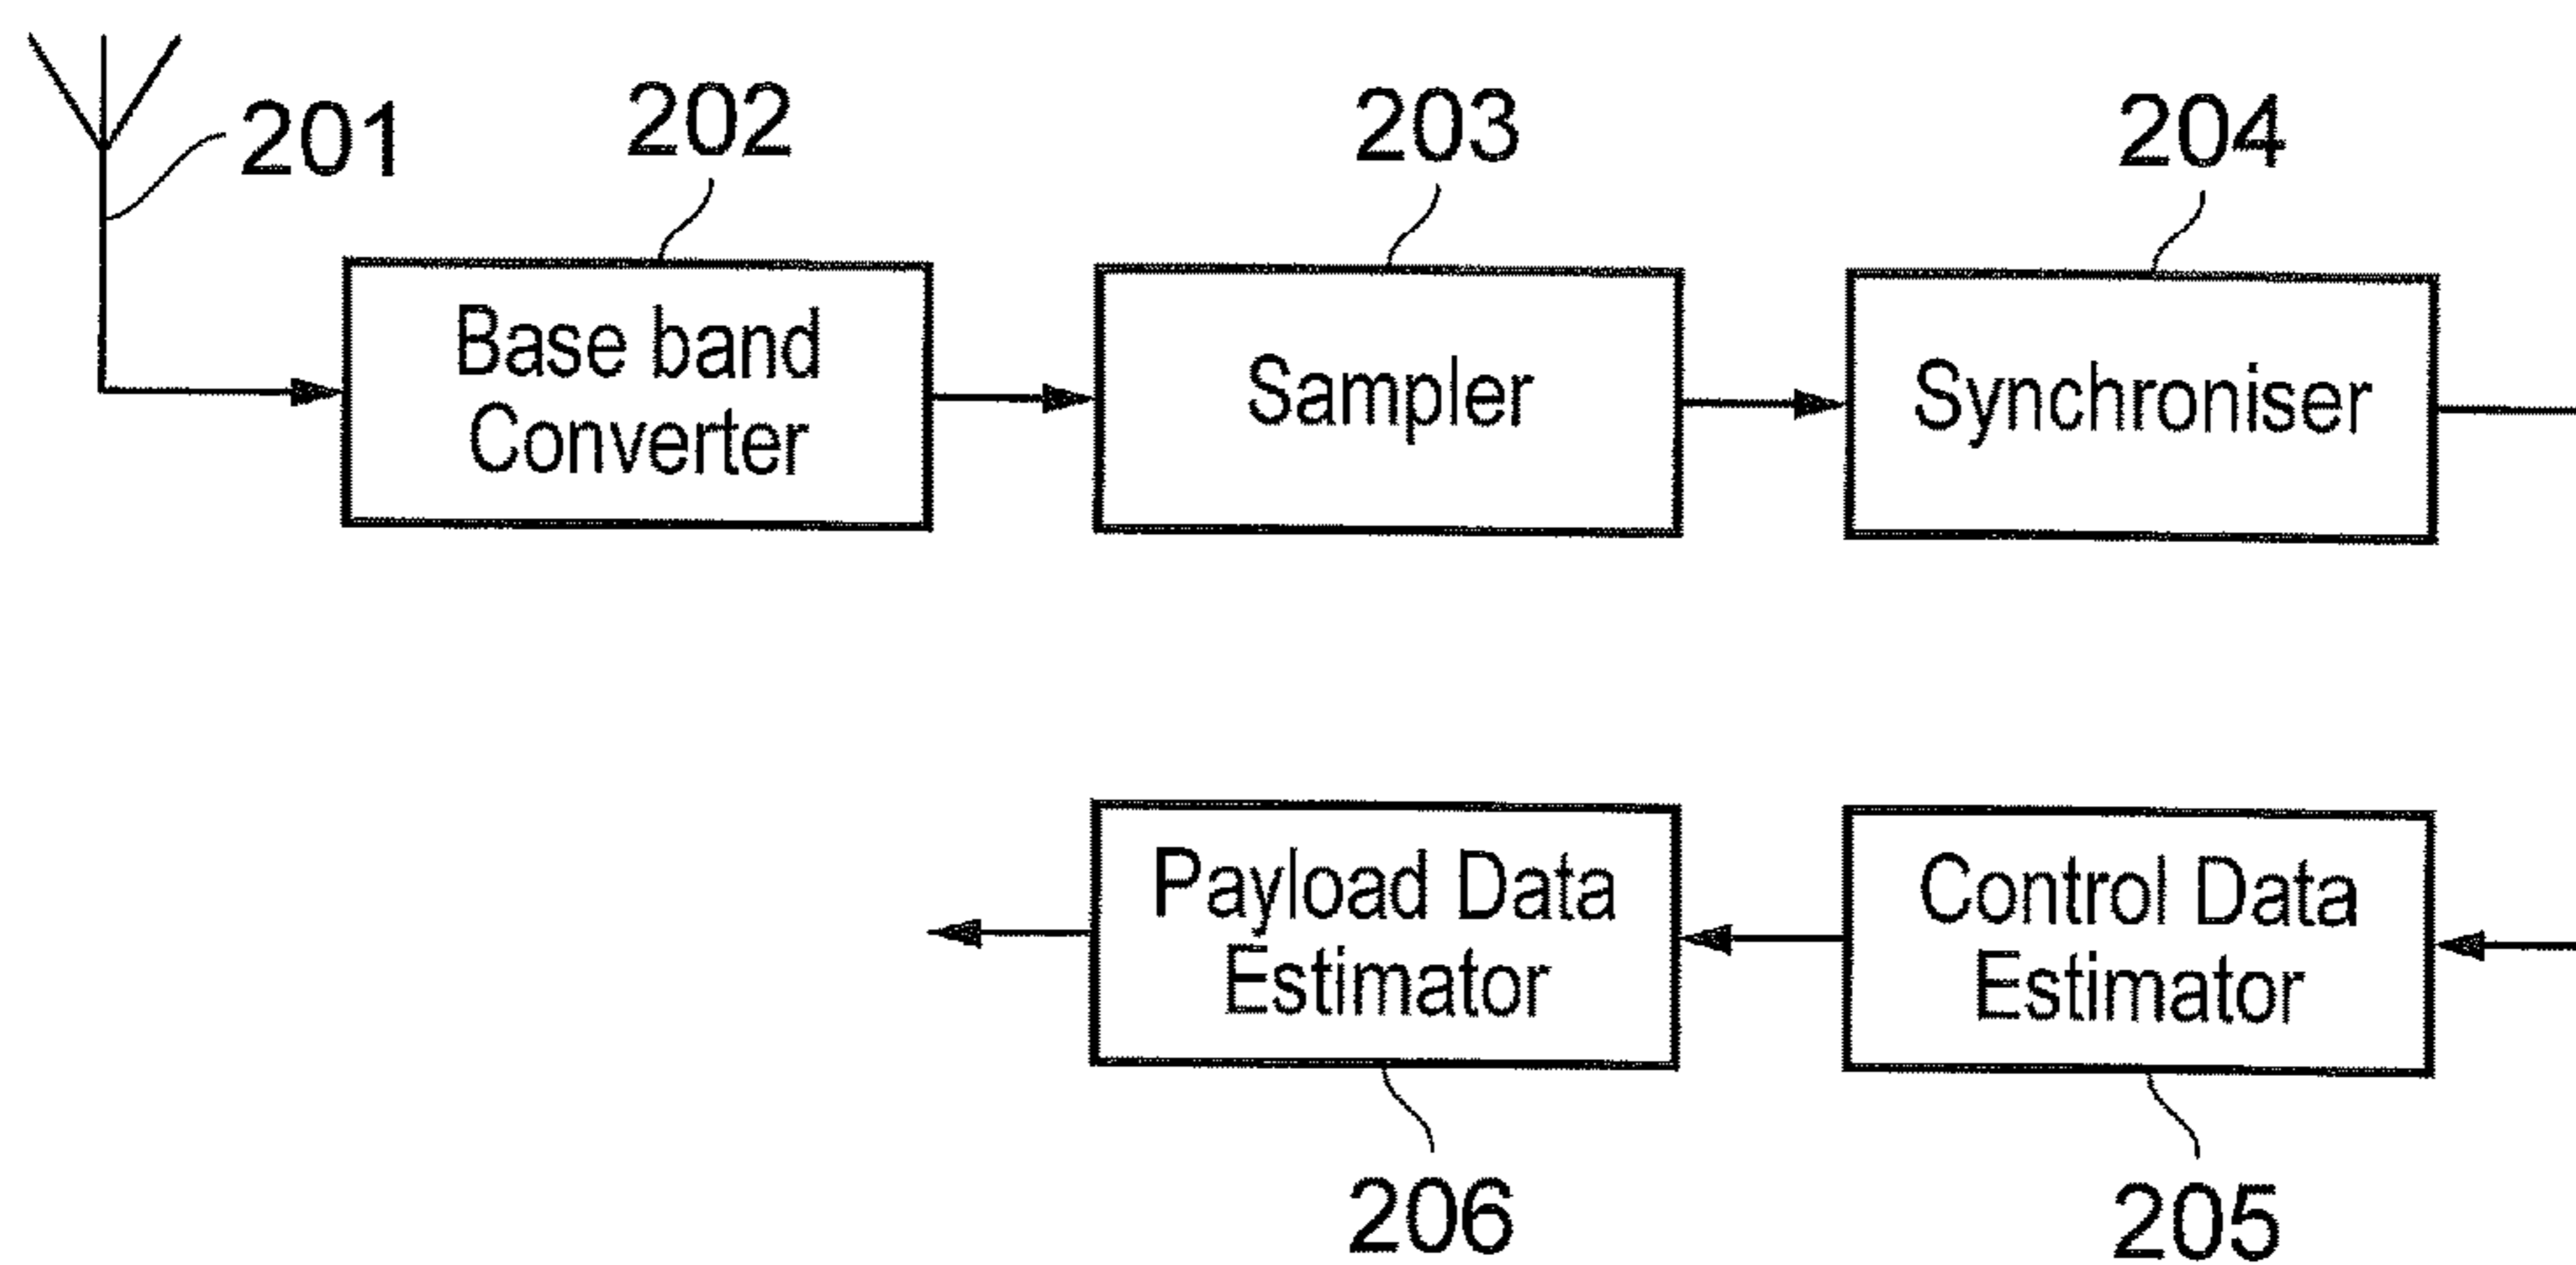 201
202
203
204
Base band
Converter
Sampler
Synchroniser
Payload Data
Estimator
Control Data
Estimator
206
205